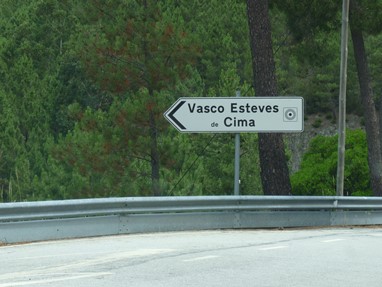 Vasco Esteves
de Cima